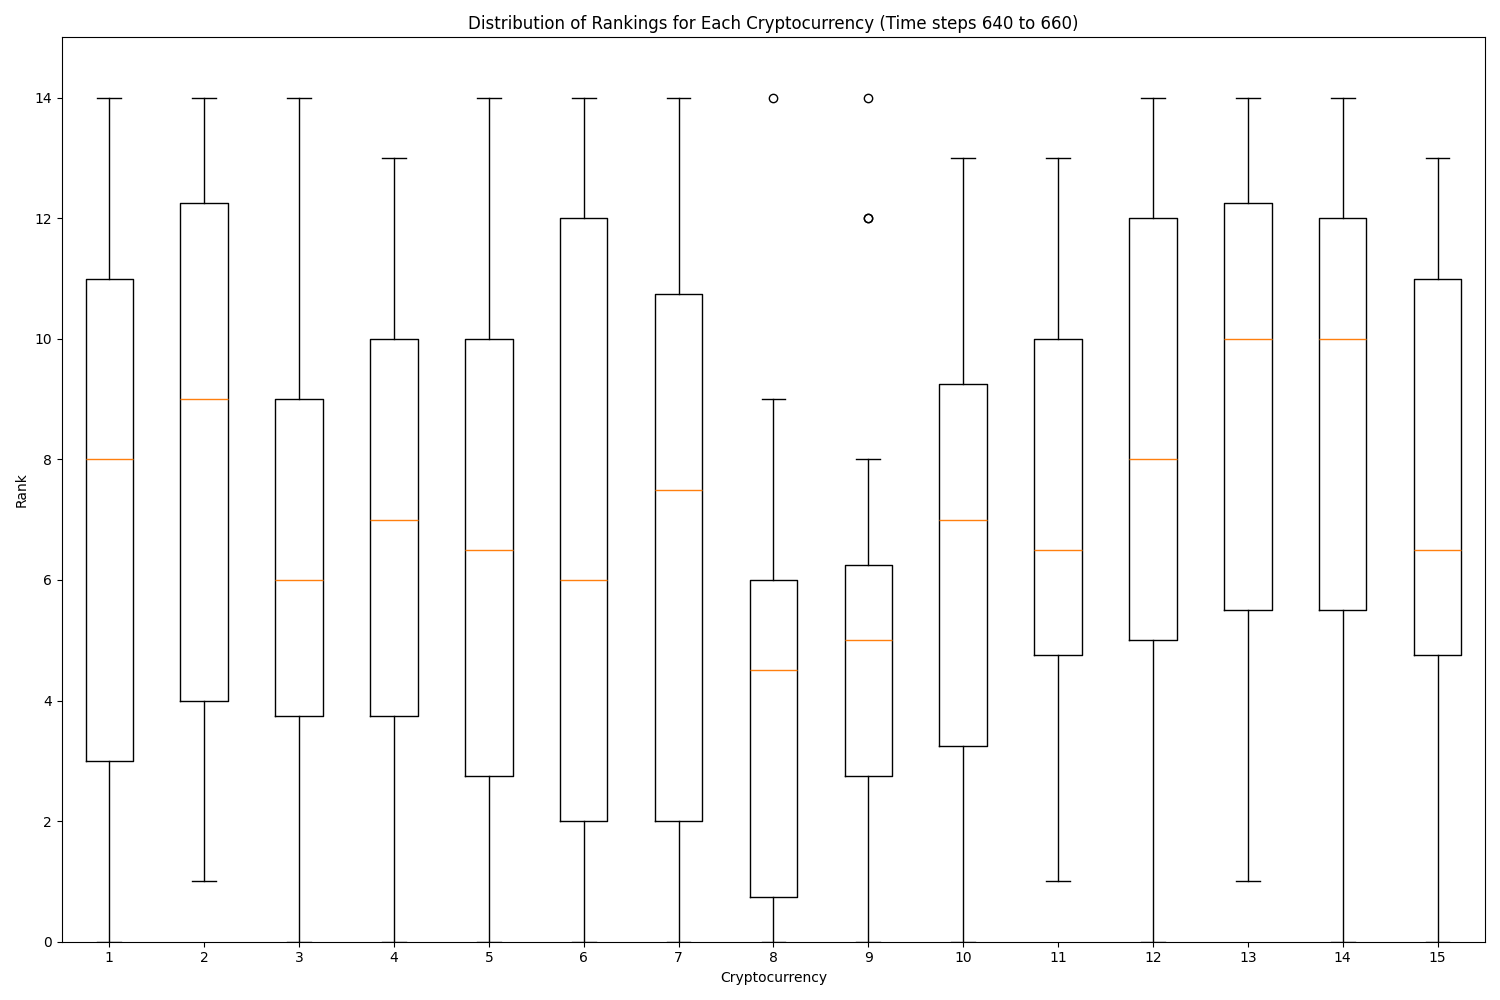 Distribution of Rankings for Each Cryptocurrency (Time steps 640 to 660)
14
12
10
8
6
4
2
0
Rank
1 2 3 4 5 6 7 8 9 10 11 12 13 14 15
Cryptocurrency